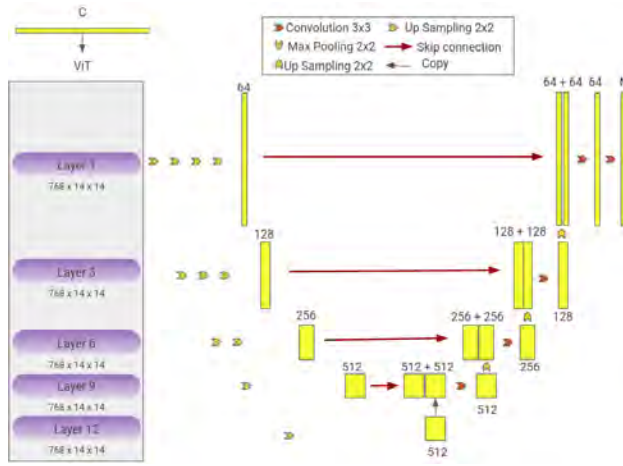 C
ViT
Convolution 3x3
Up Sampling 2x2
Max Pooling 2x2
Skip connection
Up Sampling 2x2
Copy
64
64 + 64
64
Layer 1
768 x 14 x 14
128
128 + 128
Layer 3
768 x 14 x 14
128
256
256 + 256
Layer 6
768 x 14 x 14
256
512
512 + 512
Layer 9
768 x 14 x 14
512
Layer 12
768 x 14 x 14
512